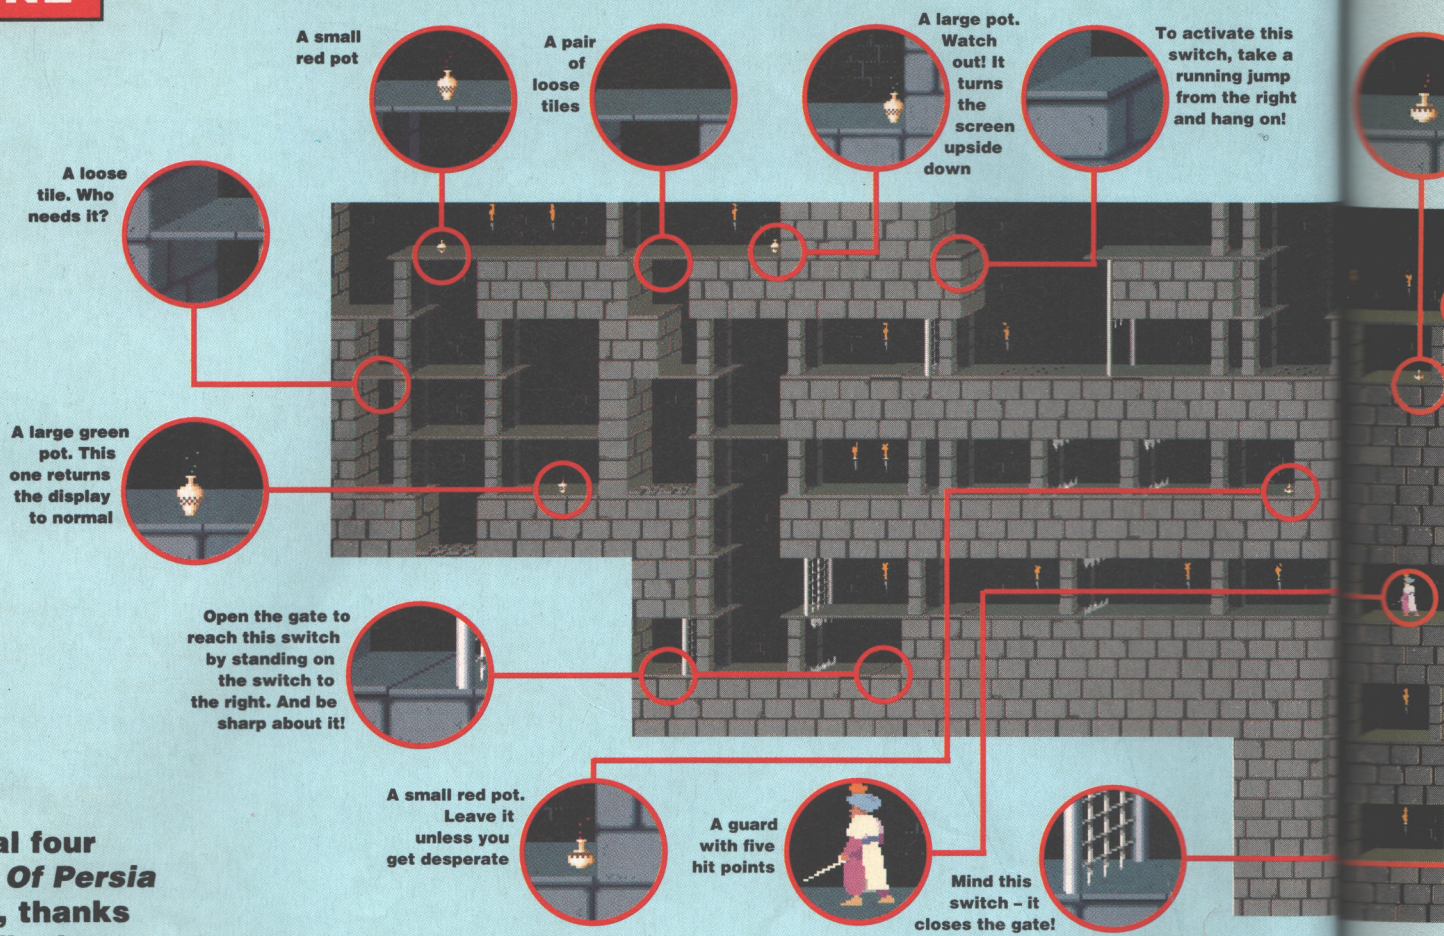 A small
red pot
A pair
of
loose
tiles
A large pot.
Watch
out! It
turns
the
screen
upside
down
To activate this
switch, take a
running jump
from the right
and hang on!
A loose
tile. Who
needs it?
A large green
pot. This
one returns
the display
to normal
Open the gate to
reach this switch
by standing on
the switch to
the right. And be
sharp about it!
A small red pot.
Leave it
unless you
get desperate
A guard
with five
hit points
Mind this
switch – it
closes the gate!
al four
Of Persia
, thanks